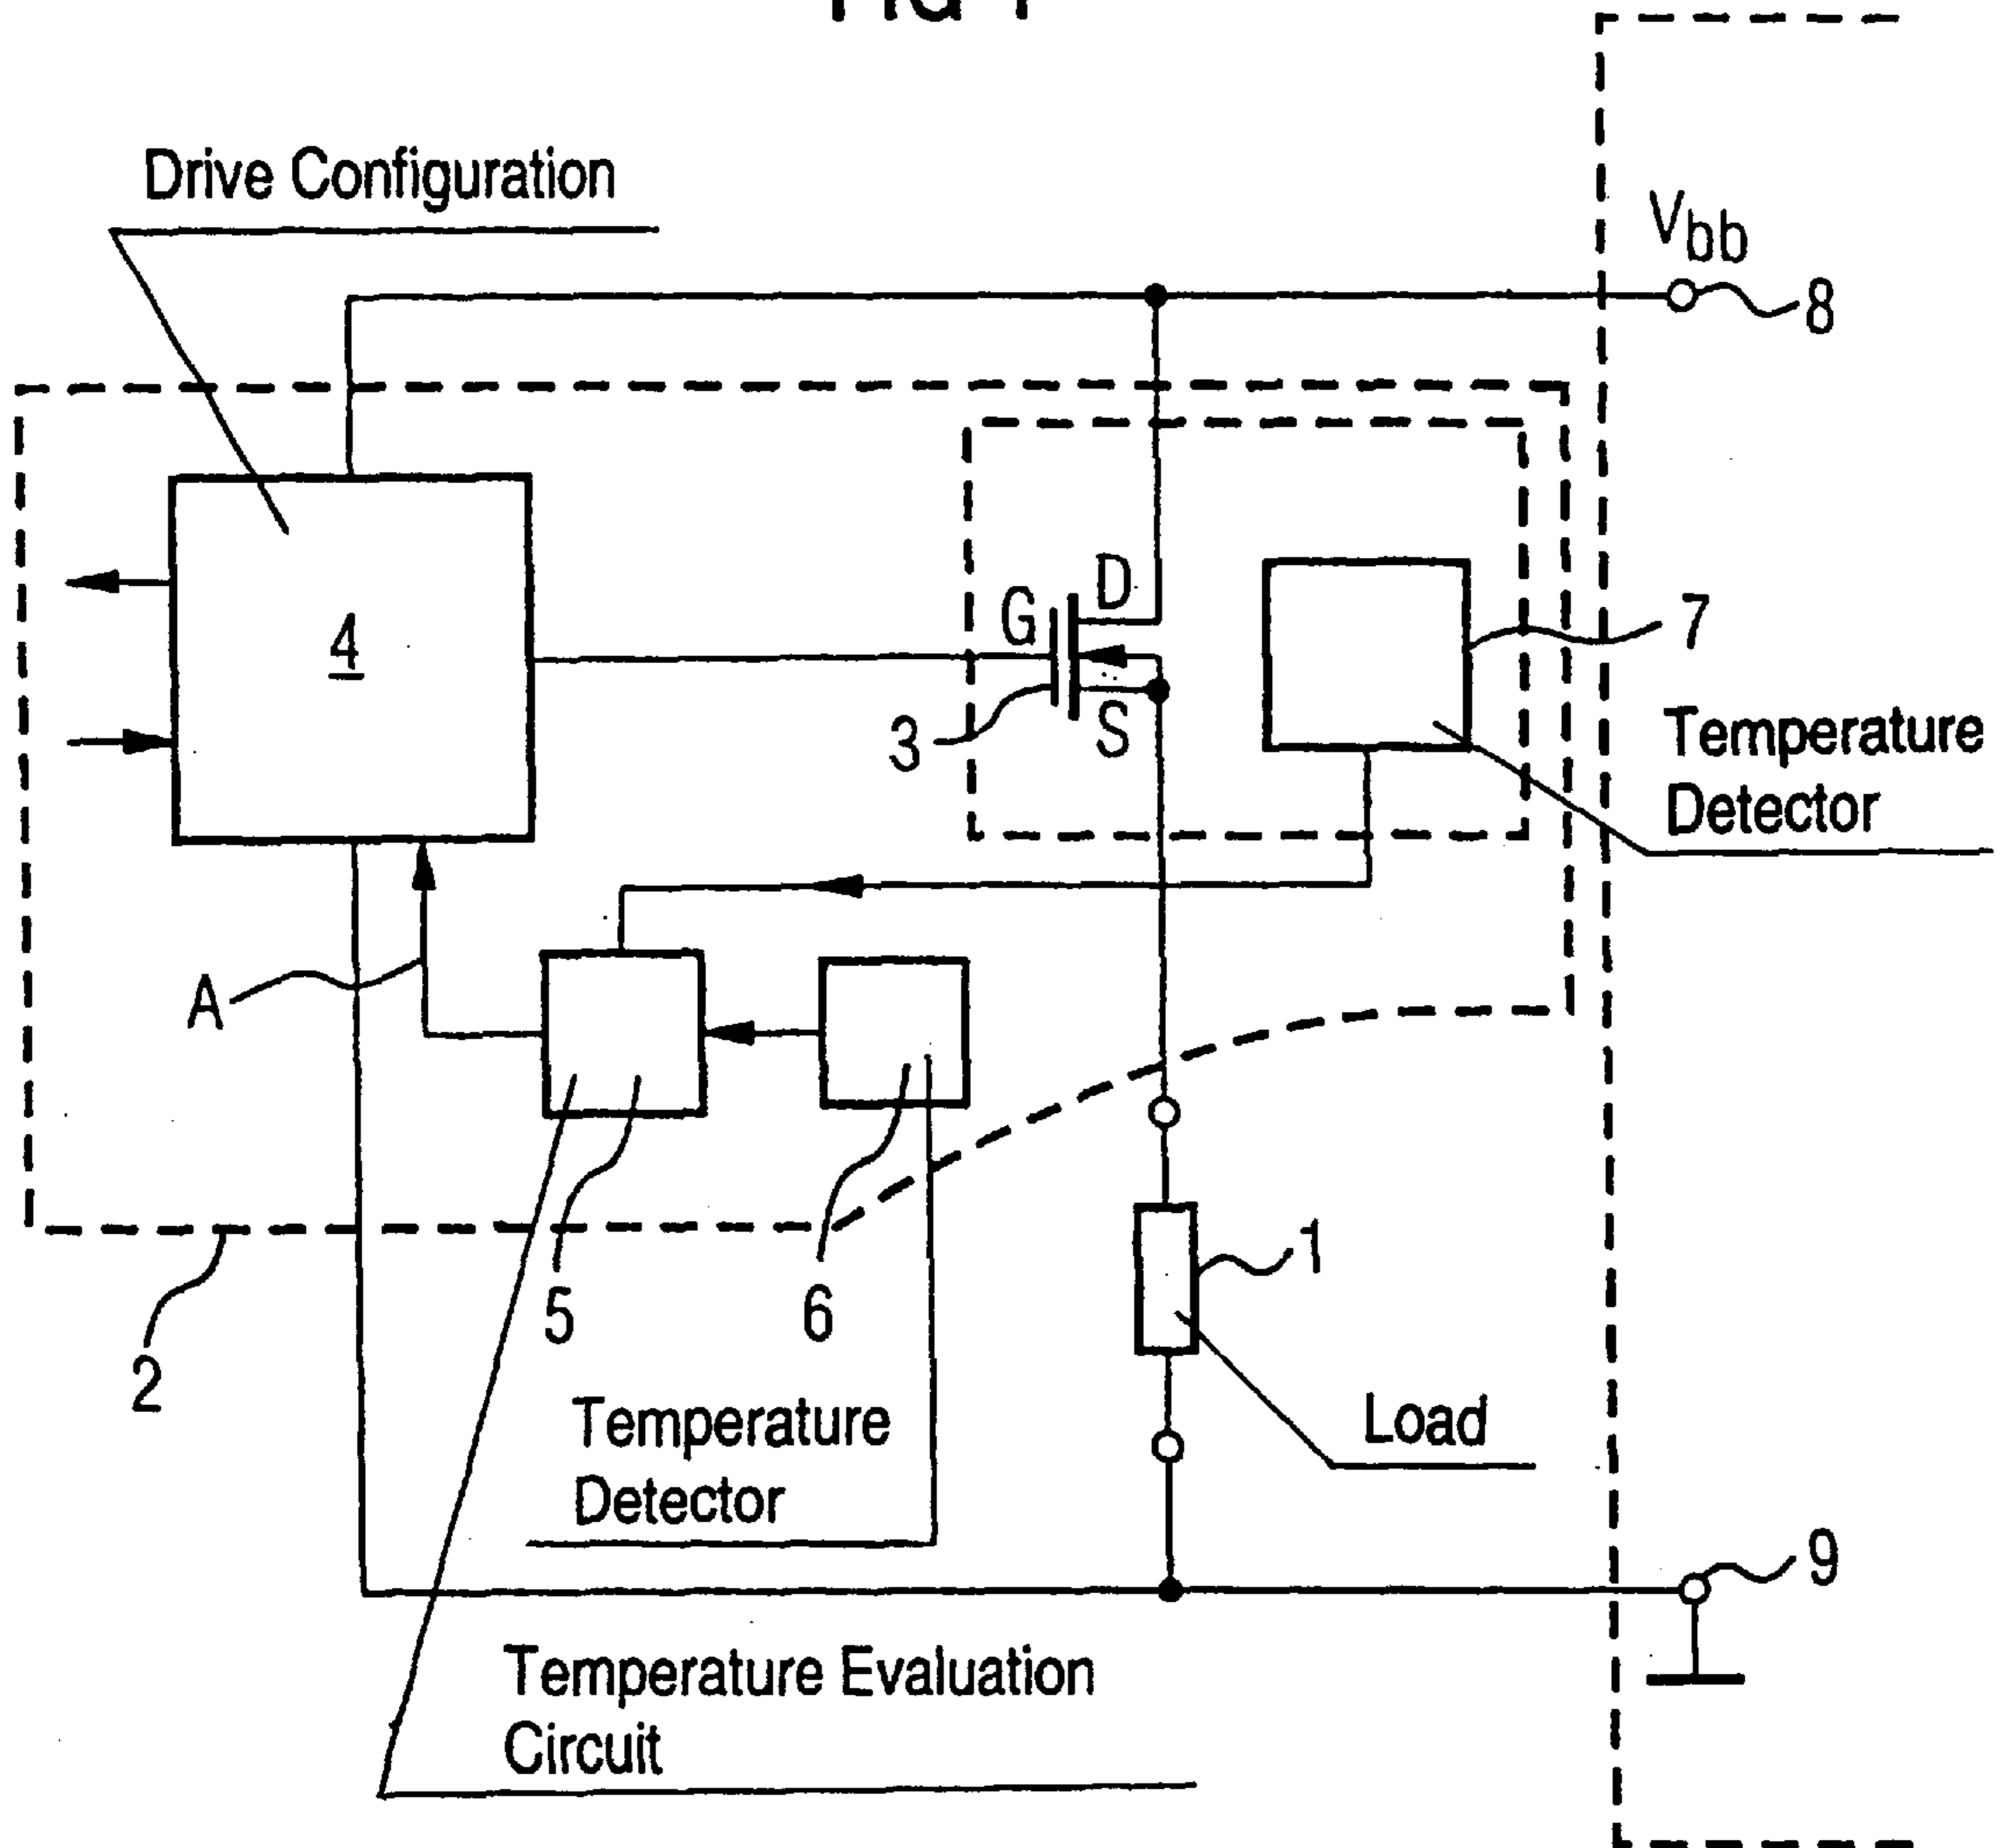 FIG 1
Drive Configuration
Vbb
8
4
G
D
S
3
7
Temperature
Detector
A
5
6
2
1
Temperature
Detector
Load
9
Temperature Evaluation
Circuit